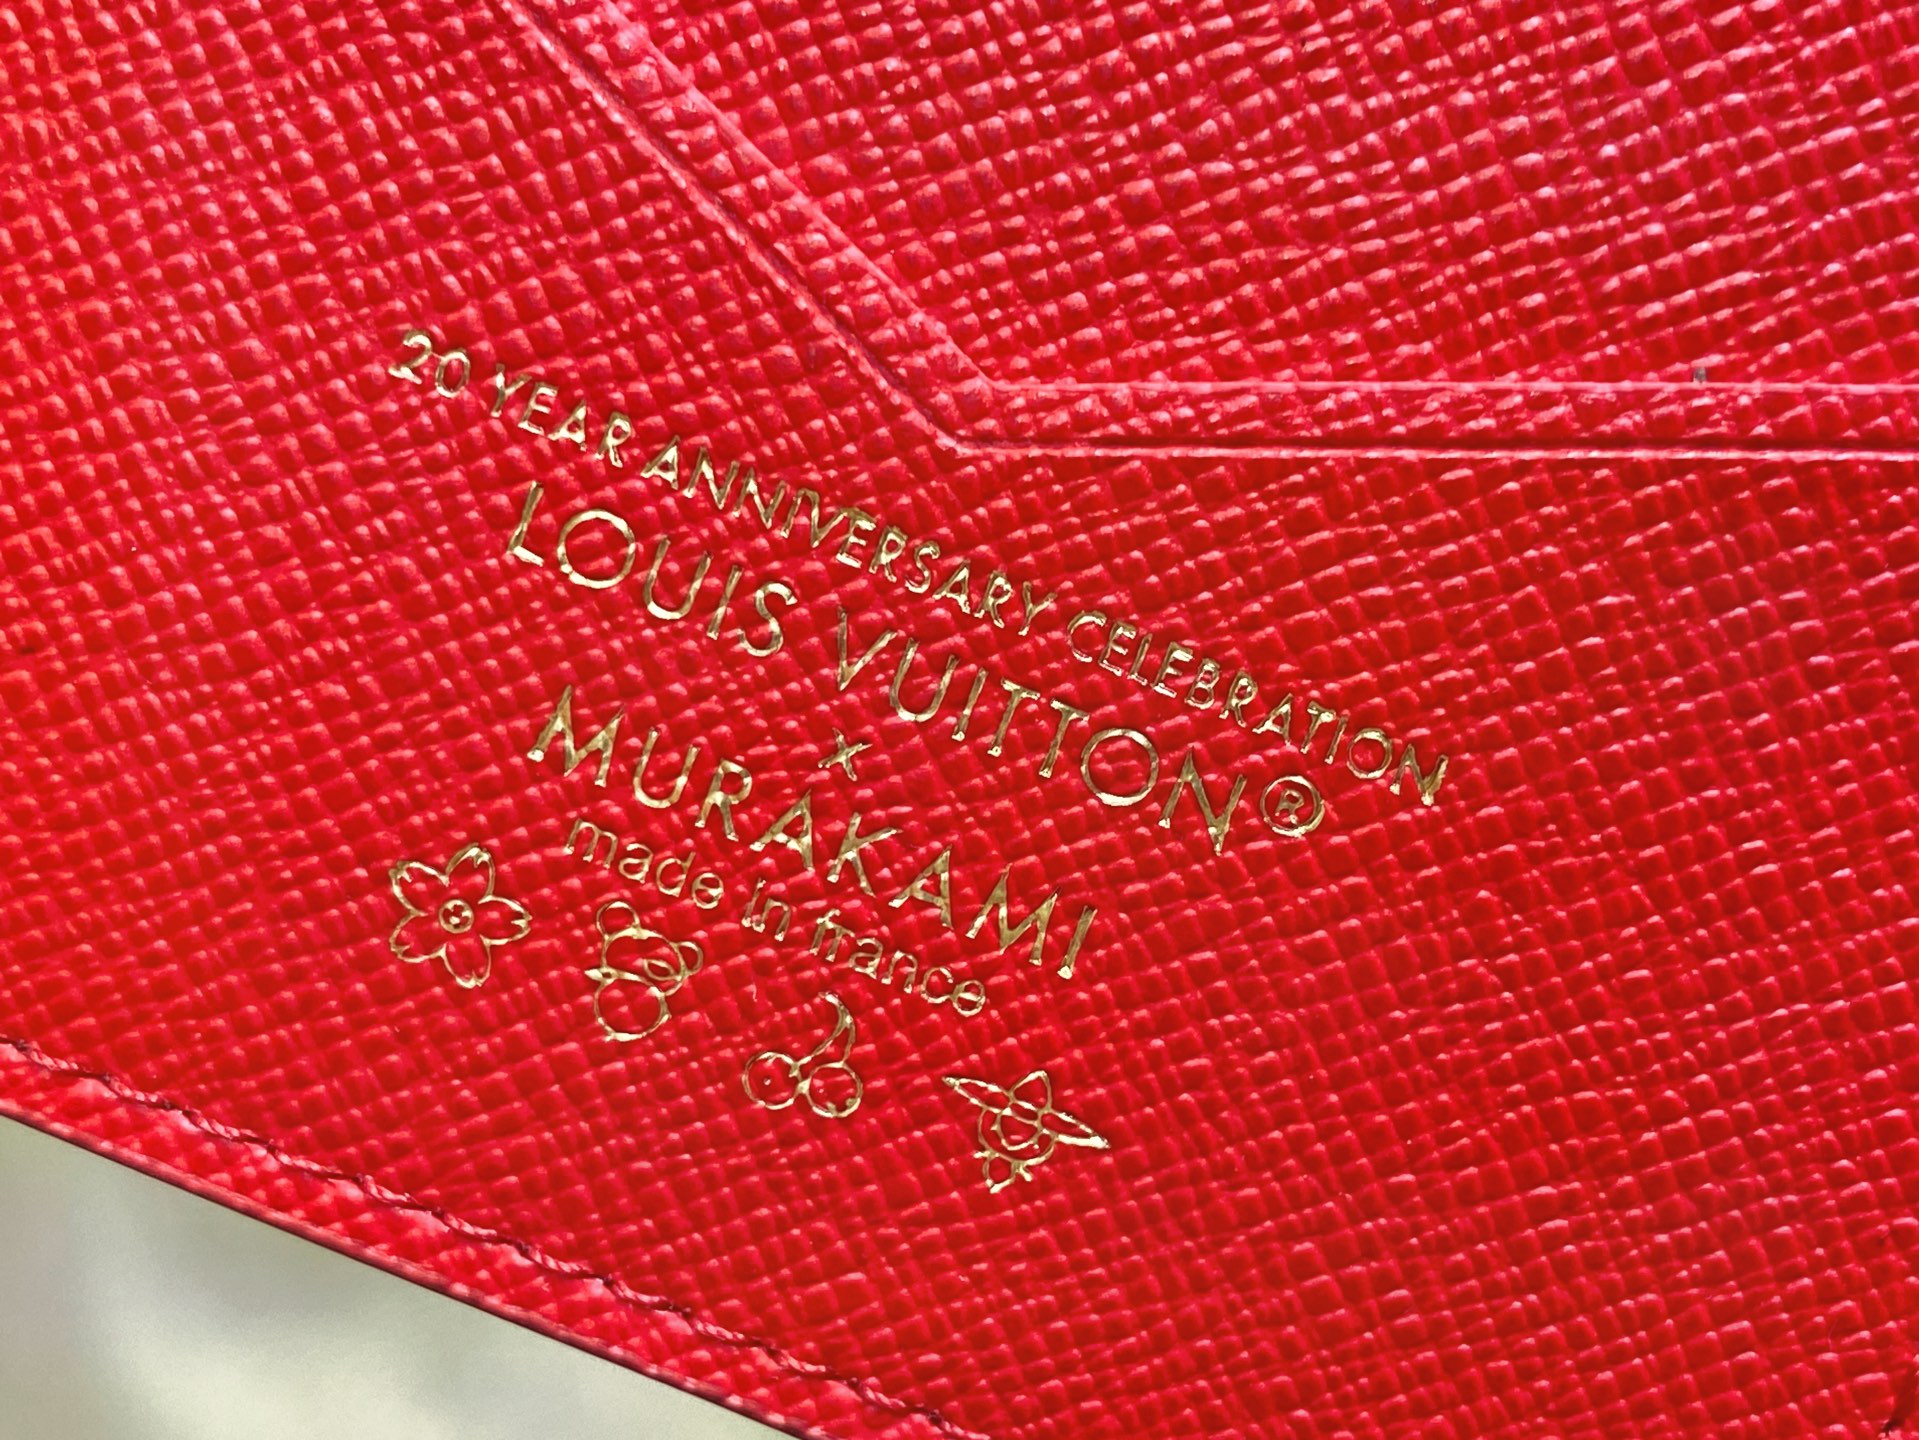 20 YEAR ANNIVERSARY CELEBRATION
LOUIS VUITTON®
x
MURAKAMI
made in france